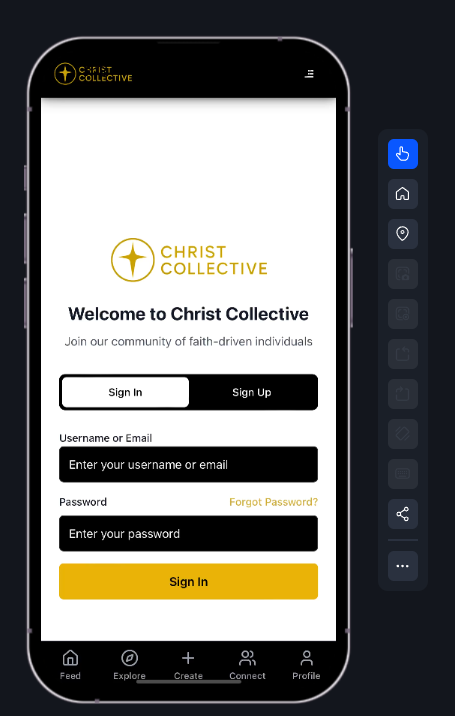 CHRIST
COLLECTIVE
CHRIST
COLLECTIVE
Welcome to Christ Collective
Join our community of faith-driven individuals
Sign In
Sign Up
Username or Email
Enter your username or email
Password
Forgot Password?
Enter your password
Sign In
Feed
Explore
Create
Connect
Profile